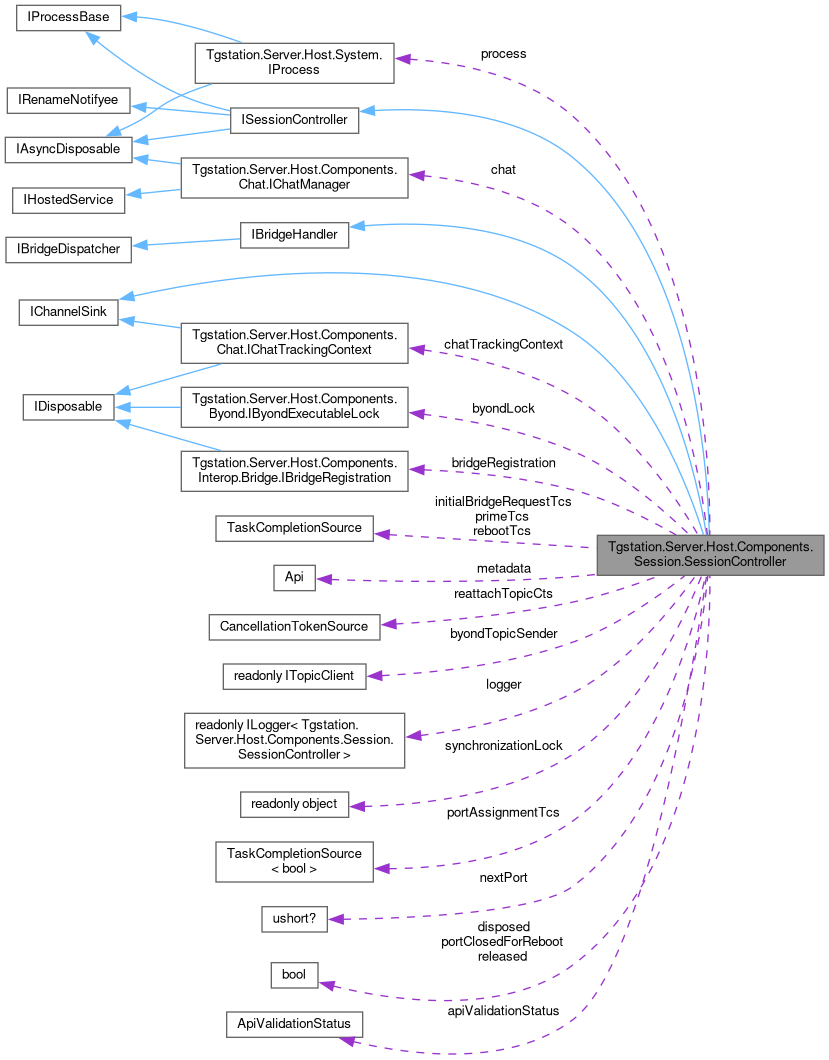 IProcessBase
Tgstation.Server.Host.System.
IProcess
process
IRenameNotifyee
ISessionController
IAsyncDisposable
Tgstation.Server.Host.Components.
Chat.IChatManager
chat
IHostedService
IBridgeHandler
IBridgeDispatcher
IChannelSink
Tgstation.Server.Host.Components.
Chat.IChatTrackingContext
chatTrackingContext
IDisposable
Tgstation.Server.Host.Components.
Byond.IByondExecutableLock
byondLock
Tgstation.Server.Host.Components.
Interop.Bridge.IBridgeRegistration
bridgeRegistration
TaskCompletionSource
initialBridgeRequestTcs
primeTcs
rebootTcs
Tgstation.Server.Host.Components.
Session.SessionController
Api
metadata
CancellationTokenSource
reattachTopicCts
readonly ITopicClient
byondTopicSender
readonly ILogger< Tgstation.
Server.Host.Components.Session.
SessionController >
logger
readonly object
synchronizationLock
TaskCompletionSource
< bool >
portAssignmentTcs
ushort?
nextPort
bool
disposed
portClosedForReboot
released
ApiValidationStatus
apiValidationStatus